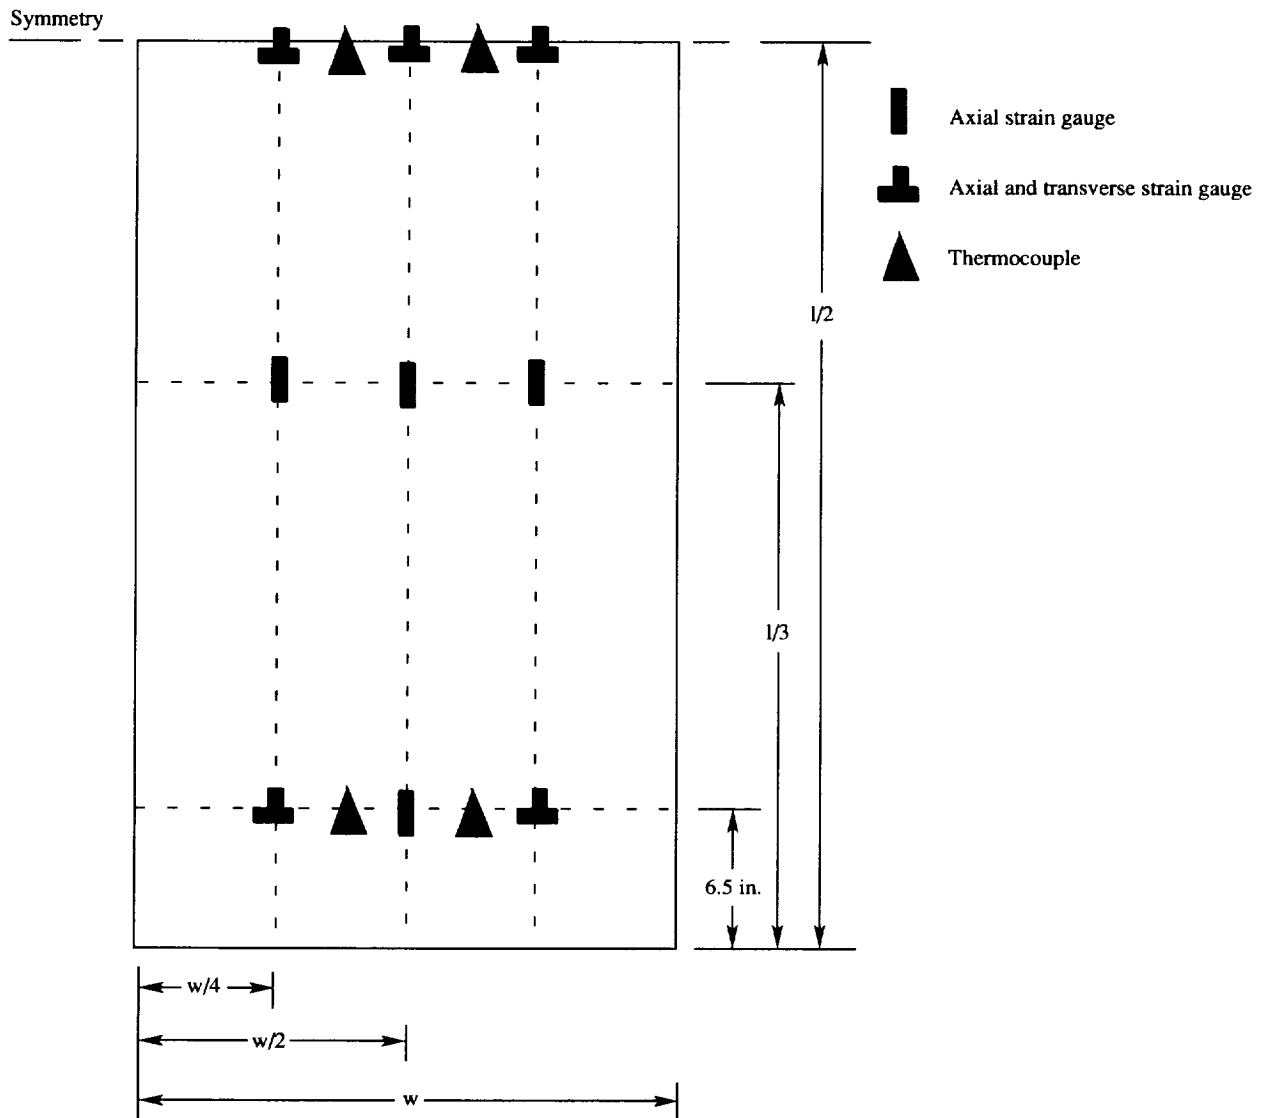 Symmetry
Axial strain gauge
Axial and transverse strain gauge
Thermocouple
l/2
l/3
6.5 in.
w/4
w/2
w